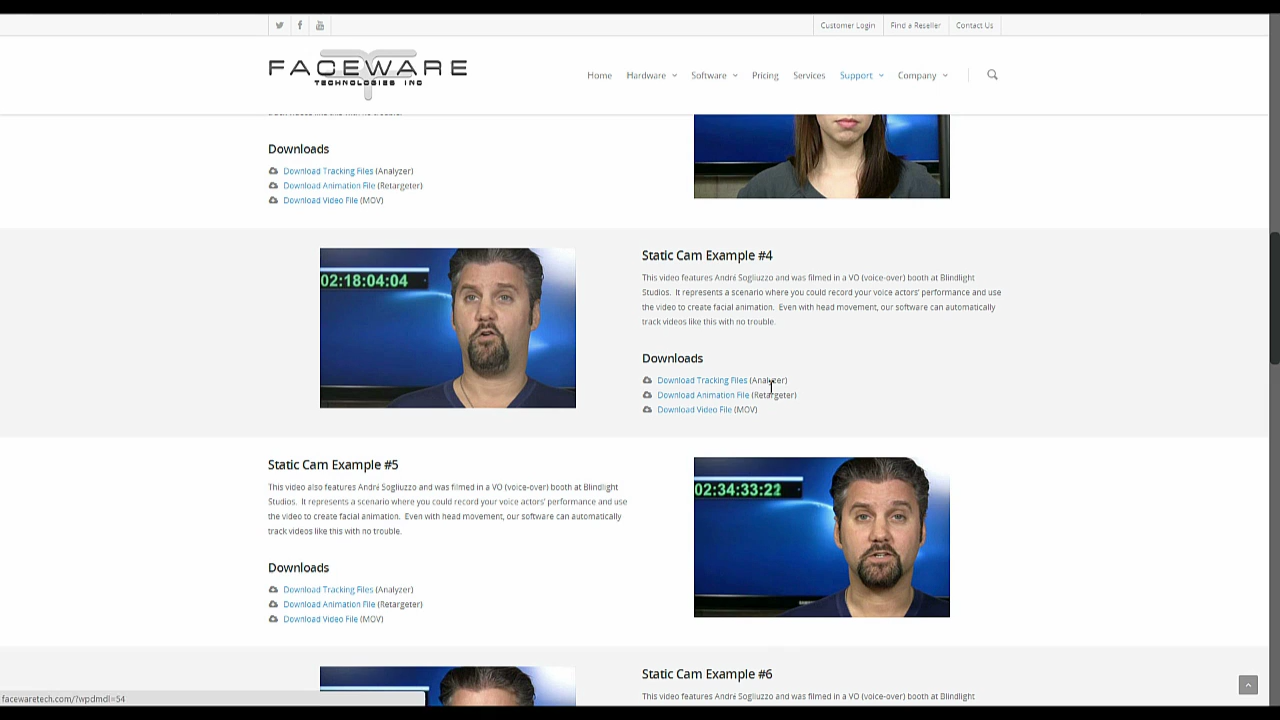 Customer Login
Find a Reseller
Contact Us
FACEWARE
TECHNOLOGIES INC
Home
Hardware
Software
Pricing
Services
Support
Company
Downloads
Download Tracking Files (Analyzer)
Download Animation File (Retargeter)
Download Video File (MOV)
02:18:04:04
Static Cam Example #4
This video features André Sogliuzzo and was filmed in a VO (voice-over) booth at Blindlight
Studios. It represents a scenario where you could record your voice actors' performance and use
the video to create facial animation. Even with head movement, our software can automatically
track videos like this with no trouble.
Downloads
Download Tracking Files (Analyzer)
Download Animation File (Retargeter)
Download Video File (MOV)
Static Cam Example #5
This video also features André Sogliuzzo and was filmed in a VO (voice-over) booth at Blindlight
Studios. It represents a scenario where you could record your voice actors' performance and use
the video to create facial animation. Even with head movement, our software can automatically
track videos like this with no trouble.
02:34:33:22
Downloads
Download Tracking Files (Analyzer)
Download Animation File (Retargeter)
Download Video File (MOV)
Static Cam Example #6
This video features André Sogliuzzo and was filmed in a VO (voice-over) booth at Blindlight
facewaretech.com/?wpdmdl=54